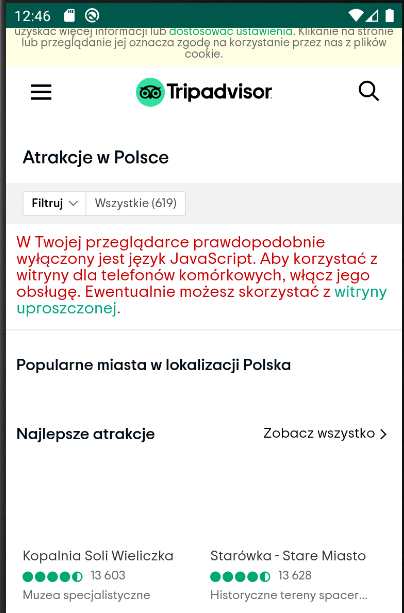 12:46
uzyskać więcej informacji lub dostosować ustawienia. Klikanie na stronie
lub przeglądanie jej oznacza zgodę na korzystanie przez nas z plików
cookie.
Tripadvisor
Atrakcje w Polsce
Filtruj Wszystkie (619)
W Twojej przeglądarce prawdopodobnie
wyłączony jest język JavaScript. Aby korzystać z
witryny dla telefonów komórkowych, włącz jego
obsługę. Ewentualnie możesz skorzystać z witryny
uproszczonej.
Popularne miasta w lokalizacji Polska
Najlepsze atrakcje Zobacz wszystko
Kopalnia Soli Wieliczka Starówka - Stare Miasto
13 603 13 628
Muzea specjalistyczne Historyczne tereny spacer...